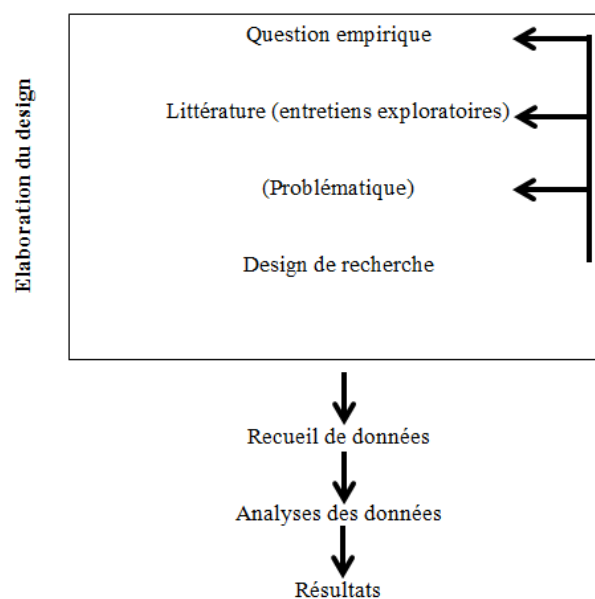 Elaboration du design
Question empirique
Littérature (entretiens exploratoires)
(Problématique)
Design de recherche
Recueil de données
Analyses des données
Résultats